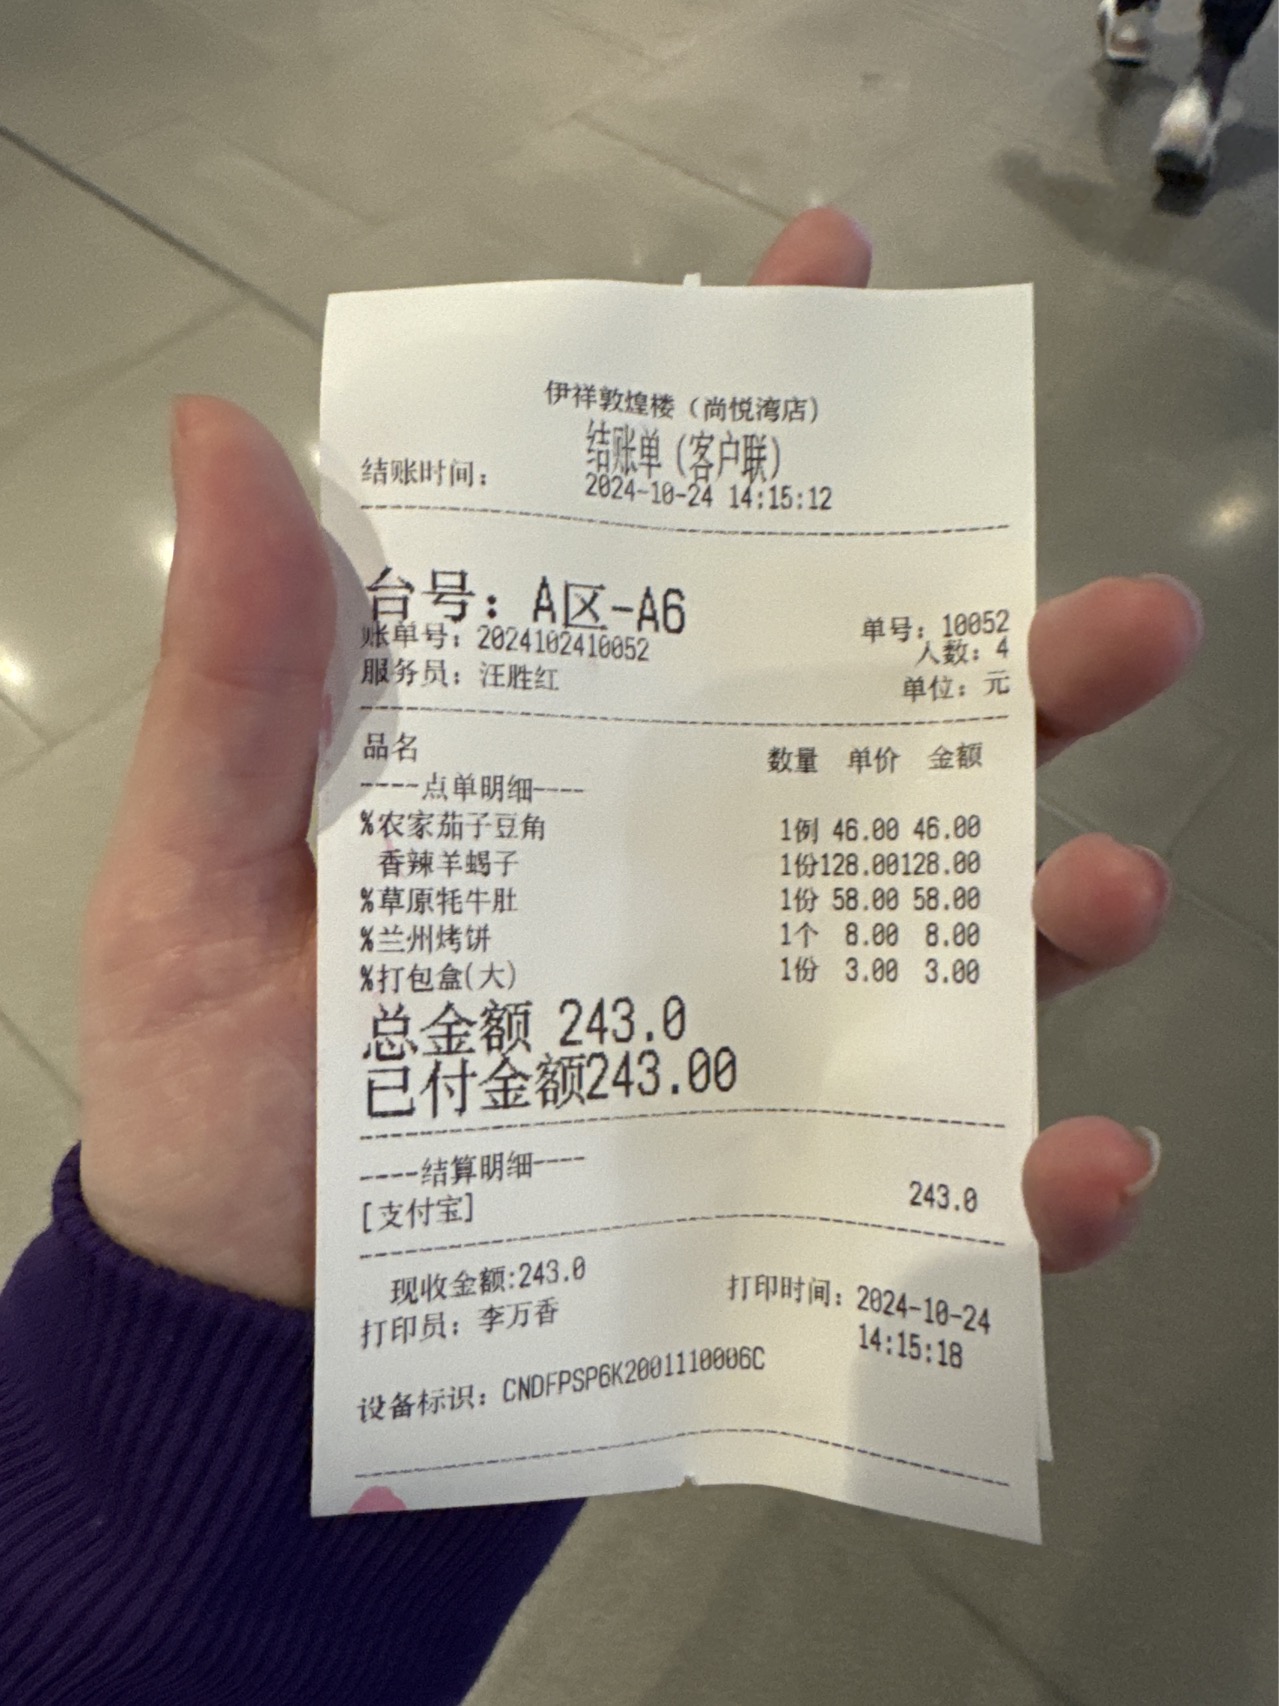 伊祥敦煌楼（尚悦湾店）
结账单（客户联）
结账时间： 2024-10-24 14:15:12
台号：A区-A6
账单号：2024102410052 单号：10052
人数：4
服务员：汪胜红 单位：元
品名 数量 单价 金额
----点单明细----
%农家茄子豆角 1例 46.00 46.00
香辣羊蝎子 1份128.00128.00
%草原牦牛肚 1份 58.00 58.00
%兰州烤饼 1个 8.00 8.00
%打包盒(大) 1份 3.00 3.00
总金额 243.0
已付金额243.00
----结算明细----
[支付宝] 243.0
现收金额:243.0
打印员：李万香 打印时间：2024-10-24
14:15:18
设备标识：CNDFPSP6K2001110006C